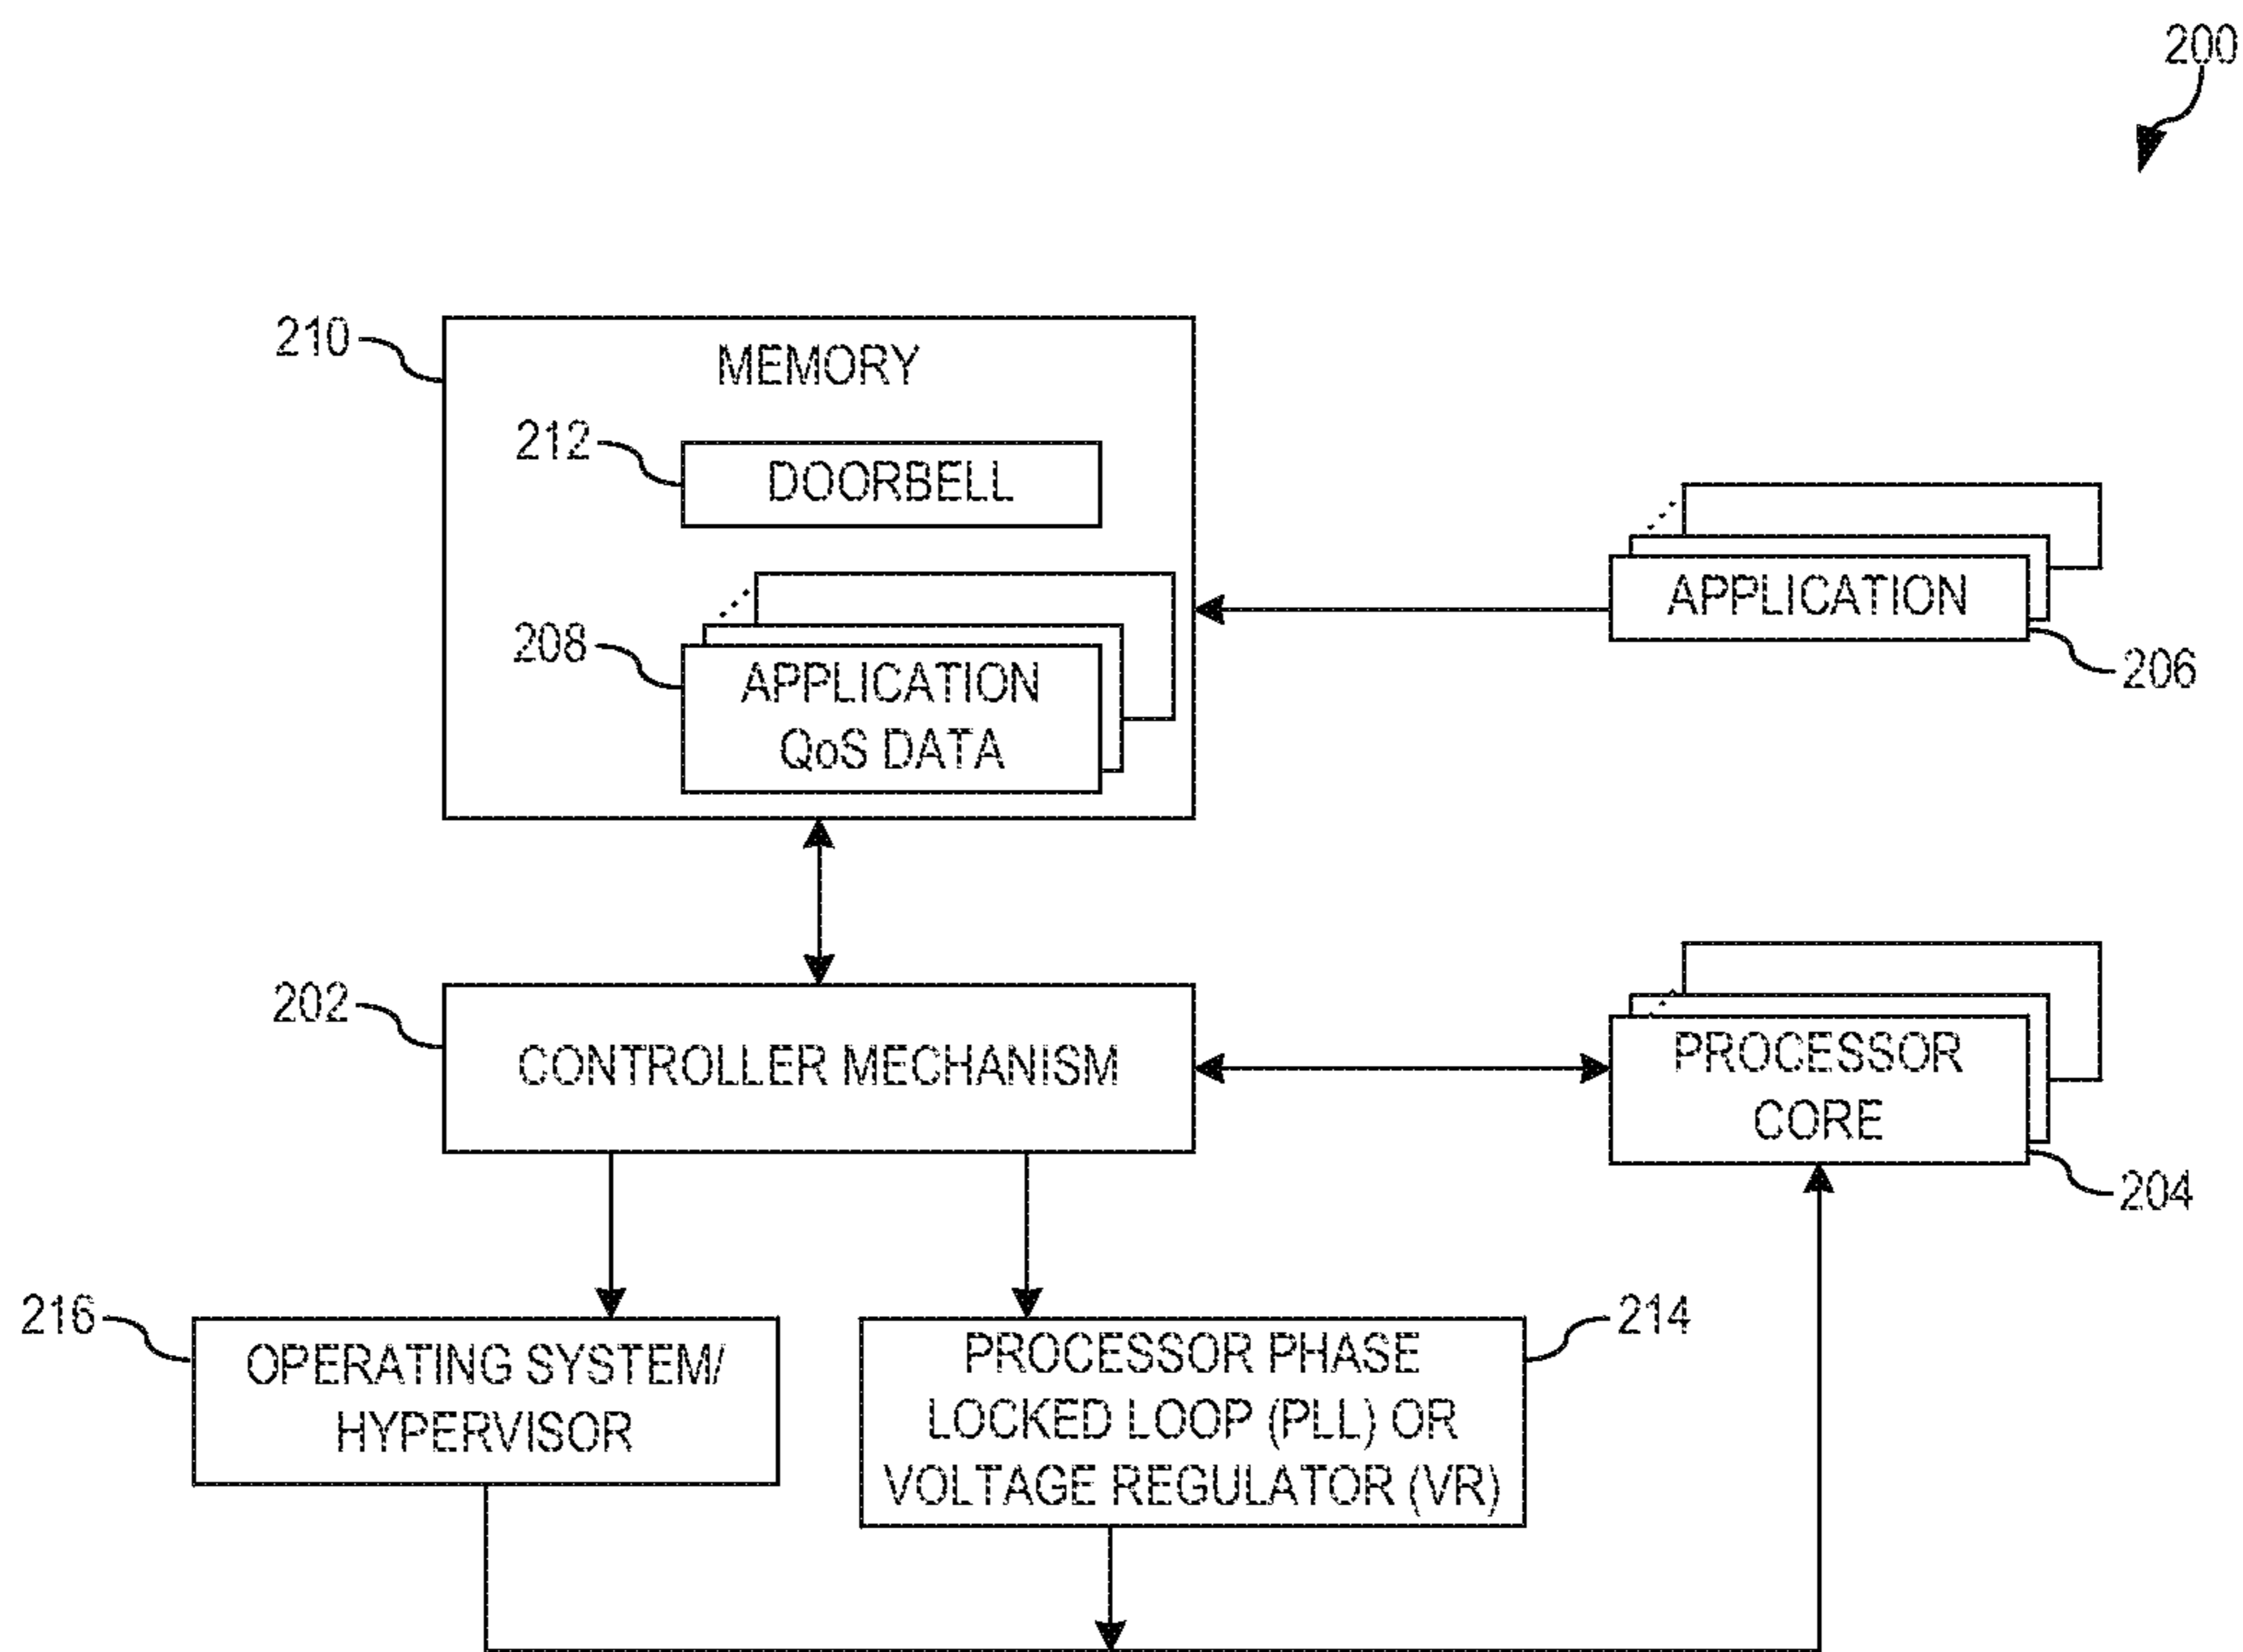 200
210
MEMORY
212
DOORBELL
208
APPLICATION
QoS DATA
APPLICATION
206
202
CONTROLLER MECHANISM
PROCESSOR
CORE
204
216
OPERATING SYSTEM/
HYPERVISOR
PROCESSOR PHASE
LOCKED LOOP (PLL) OR
VOLTAGE REGULATOR (VR)
214